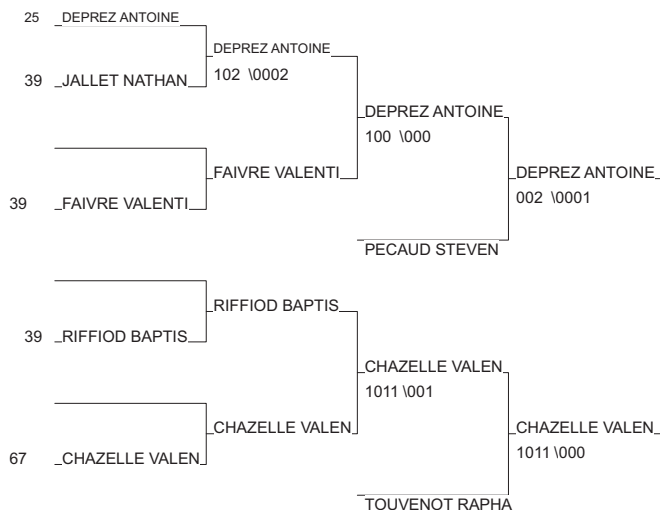 25 DEPREZ ANTOINE
DEPREZ ANTOINE
102 \0002
39 JALLET NATHAN
DEPREZ ANTOINE
100 \000
FAIVRE VALENTI
DEPREZ ANTOINE
002 \0001
39 FAIVRE VALENTI
PECAUD STEVEN
RIFFIOD BAPTIS
39 RIFFIOD BAPTIS
CHAZELLE VALEN
1011 \001
CHAZELLE VALEN
CHAZELLE VALEN
1011 \000
67 CHAZELLE VALEN
TOUVENOT RAPHA